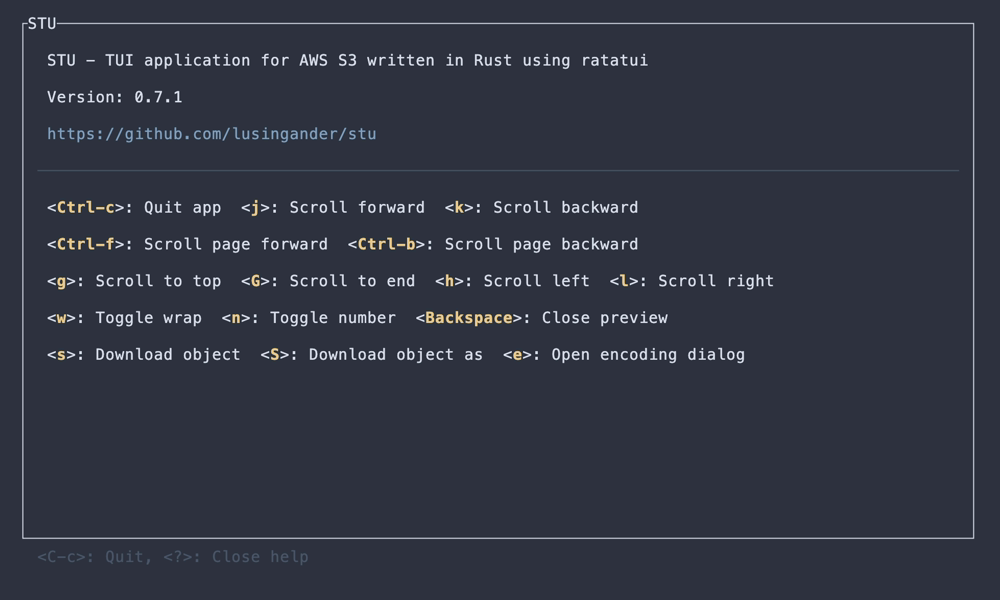 STU
STU - TUI application for AWS S3 written in Rust using ratatui
Version: 0.7.1
https://github.com/lusingander/stu
<Ctrl-c>: Quit app  <j>: Scroll forward  <k>: Scroll backward
<Ctrl-f>: Scroll page forward  <Ctrl-b>: Scroll page backward
<g>: Scroll to top  <G>: Scroll to end  <h>: Scroll left  <l>: Scroll right
<w>: Toggle wrap  <n>: Toggle number  <Backspace>: Close preview
<s>: Download object  <S>: Download object as  <e>: Open encoding dialog
<C-c>: Quit, <?>: Close help